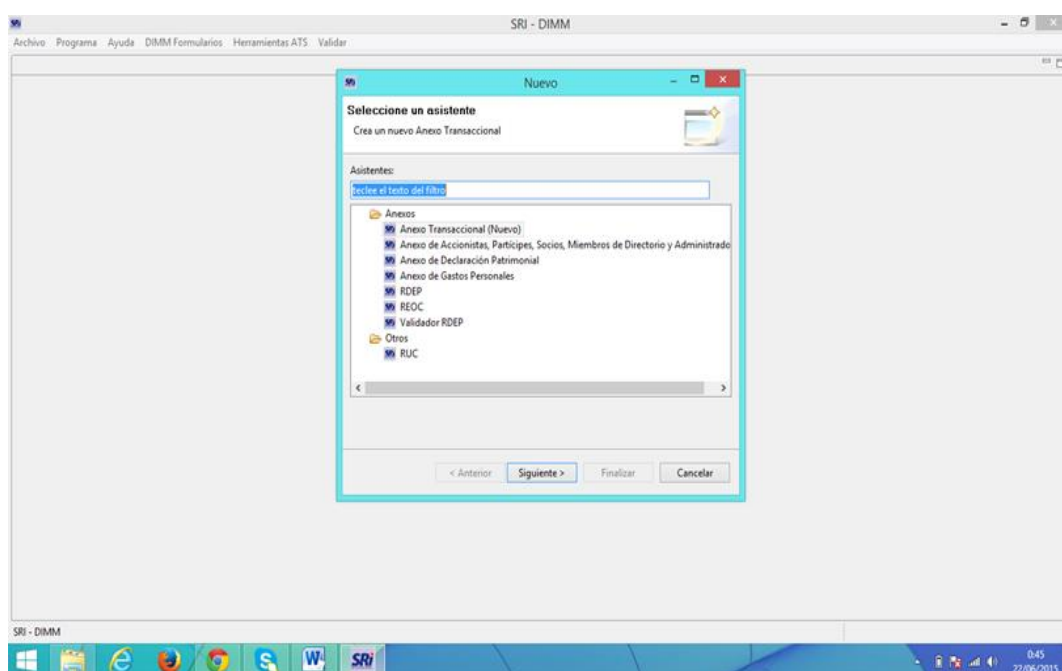 SRI - DIMM
Archivo Programa Ayuda DIMM Formularios Herramientas ATS Validar
Nuevo
Seleccione un asistente
Crea un nuevo Anexo Transaccional
Asistentes:
teclee el texto del filtro
Anexos
Anexo Transaccional (Nuevo)
Anexo de Accionistas, Partícipes, Socios, Miembros de Directorio y Administrado
Anexo de Declaración Patrimonial
Anexo de Gastos Personales
RDEP
REOC
Validador RDEP
Otros
RUC
< Anterior Siguiente > Finalizar Cancelar
SRI - DIMM
SRi
0:45
22/06/2015